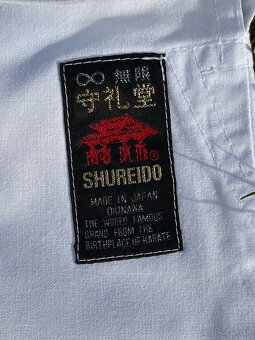 ∞ 無限
守礼堂
®
SHUREIDO
MADE IN JAPAN
OKINAWA
THE WORLD FAMOUS
BRAND FROM THE
BIRTHPLACE OF KARATE